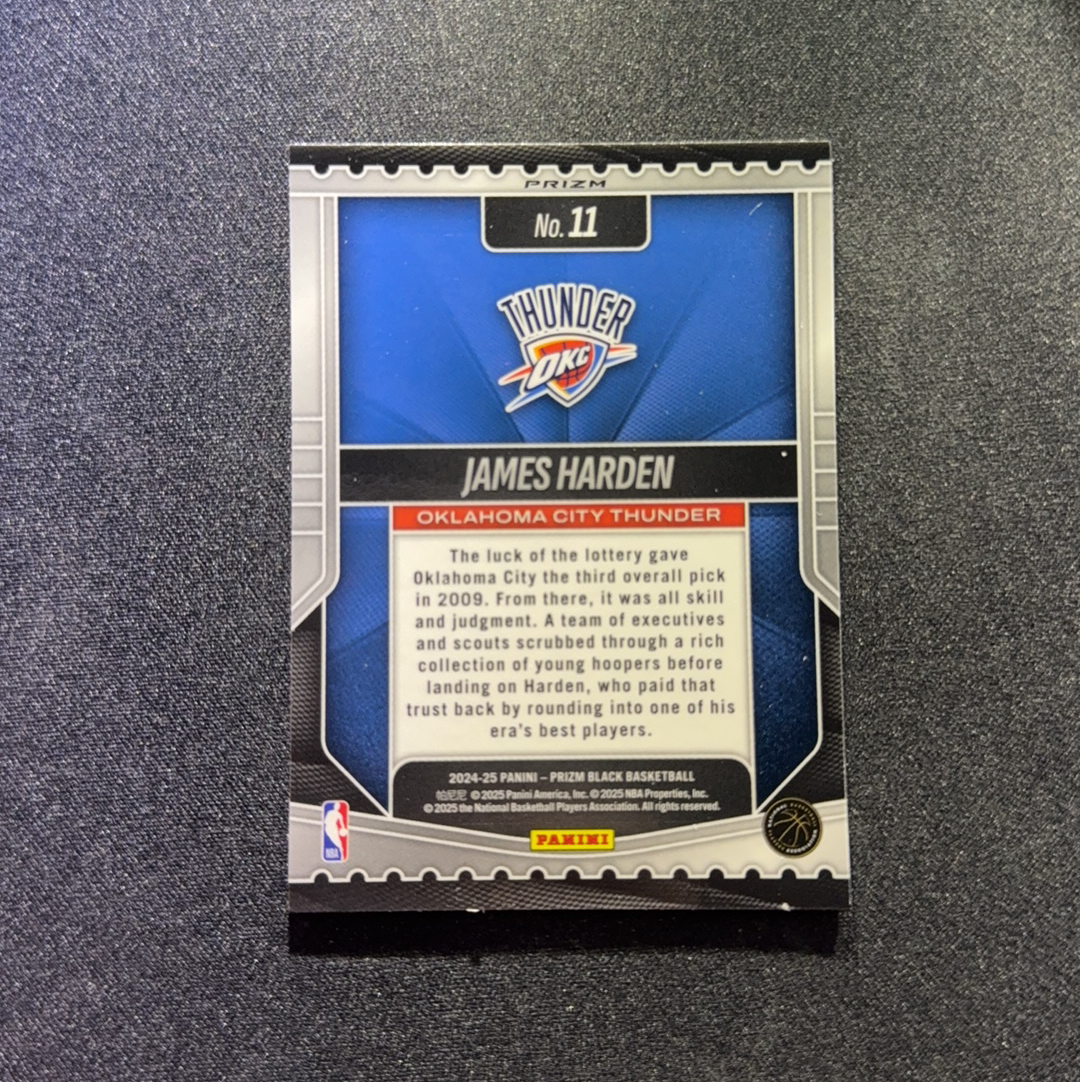 PRIZM
No. 11
THUNDER
OKC
JAMES HARDEN
OKLAHOMA CITY THUNDER
The luck of the lottery gave
Oklahoma City the third overall pick
in 2009. From there, it was all skill
and judgment. A team of executives
and scouts scrubbed through a rich
collection of young hoopers before
landing on Harden, who paid that
trust back by rounding into one of his
era's best players.
2024-25 PANINI – PRIZM BLACK BASKETBALL
帕尼尼 © 2025 Panini America, Inc. © 2025 NBA Properties, Inc.
© 2025 the National Basketball Players Association. All rights reserved.
NBA
PANINI